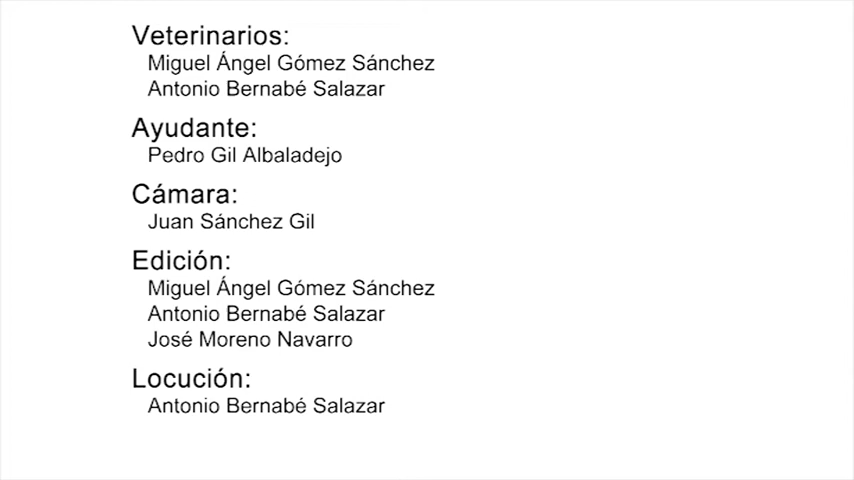 Veterinarios:
Miguel Ángel Gómez Sánchez
Antonio Bernabé Salazar
Ayudante:
Pedro Gil Albaladejo
Cámara:
Juan Sánchez Gil
Edición:
Miguel Ángel Gómez Sánchez
Antonio Bernabé Salazar
José Moreno Navarro
Locución:
Antonio Bernabé Salazar